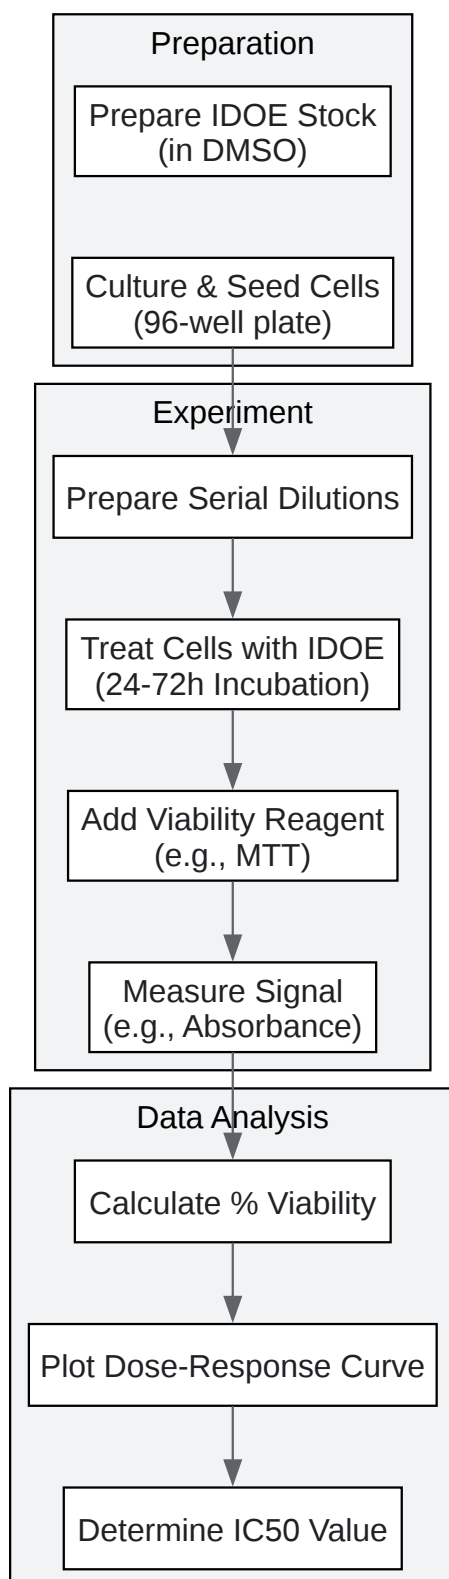 Preparation
Prepare IDOE Stock
(in DMSO)
Culture & Seed Cells
(96-well plate)
Experiment
Prepare Serial Dilutions
Treat Cells with IDOE
(24-72h Incubation)
Add Viability Reagent
(e.g., MTT)
Measure Signal
(e.g., Absorbance)
Data Analysis
Calculate % Viability
Plot Dose-Response Curve
Determine IC50 Value